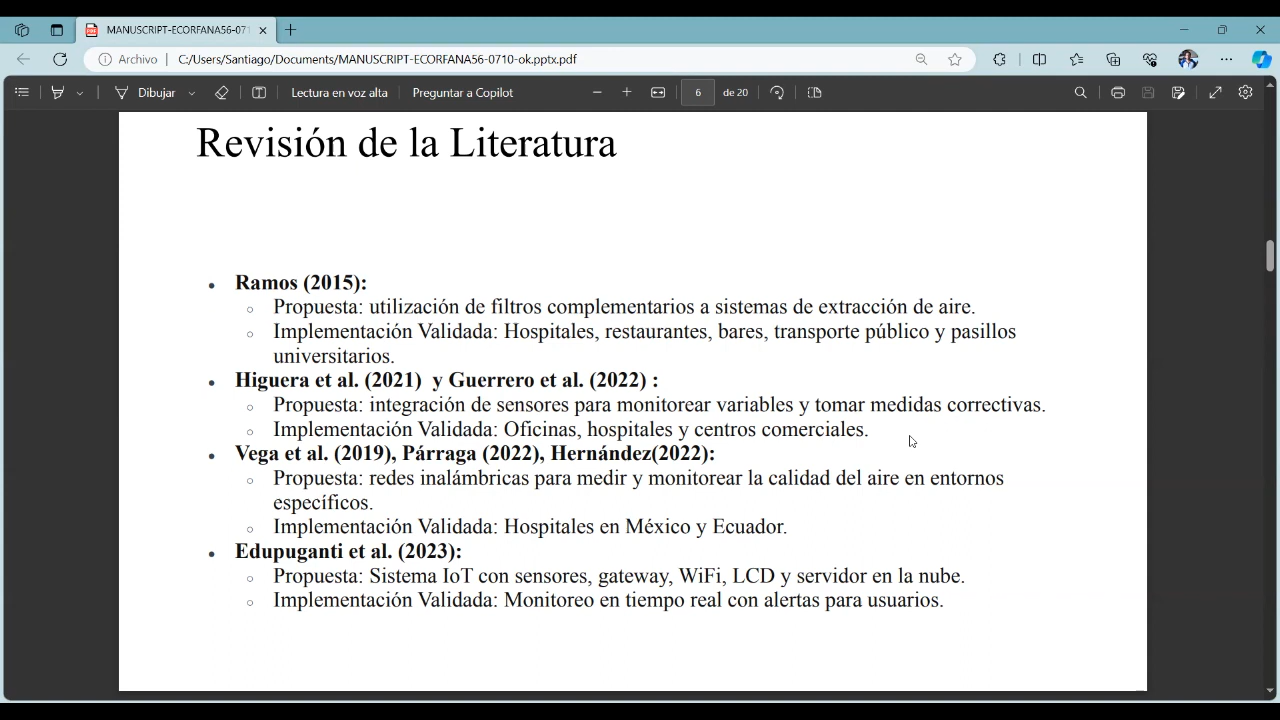 MANUSCRIPT-ECORFANA56-071
Archivo | C:/Users/Santiago/Documents/MANUSCRIPT-ECORFANA56-0710-ok.pptx.pdf
Dibujar Lectura en voz alta Preguntar a Copilot 6 de 20
Revisión de la Literatura
• Ramos (2015):
○ Propuesta: utilización de filtros complementarios a sistemas de extracción de aire.
○ Implementación Validada: Hospitales, restaurantes, bares, transporte público y pasillos
universitarios.
• Higuera et al. (2021) y Guerrero et al. (2022) :
○ Propuesta: integración de sensores para monitorear variables y tomar medidas correctivas.
○ Implementación Validada: Oficinas, hospitales y centros comerciales.
• Vega et al. (2019), Párraga (2022), Hernández(2022):
○ Propuesta: redes inalámbricas para medir y monitorear la calidad del aire en entornos
específicos.
○ Implementación Validada: Hospitales en México y Ecuador.
• Edupuganti et al. (2023):
○ Propuesta: Sistema IoT con sensores, gateway, WiFi, LCD y servidor en la nube.
○ Implementación Validada: Monitoreo en tiempo real con alertas para usuarios.